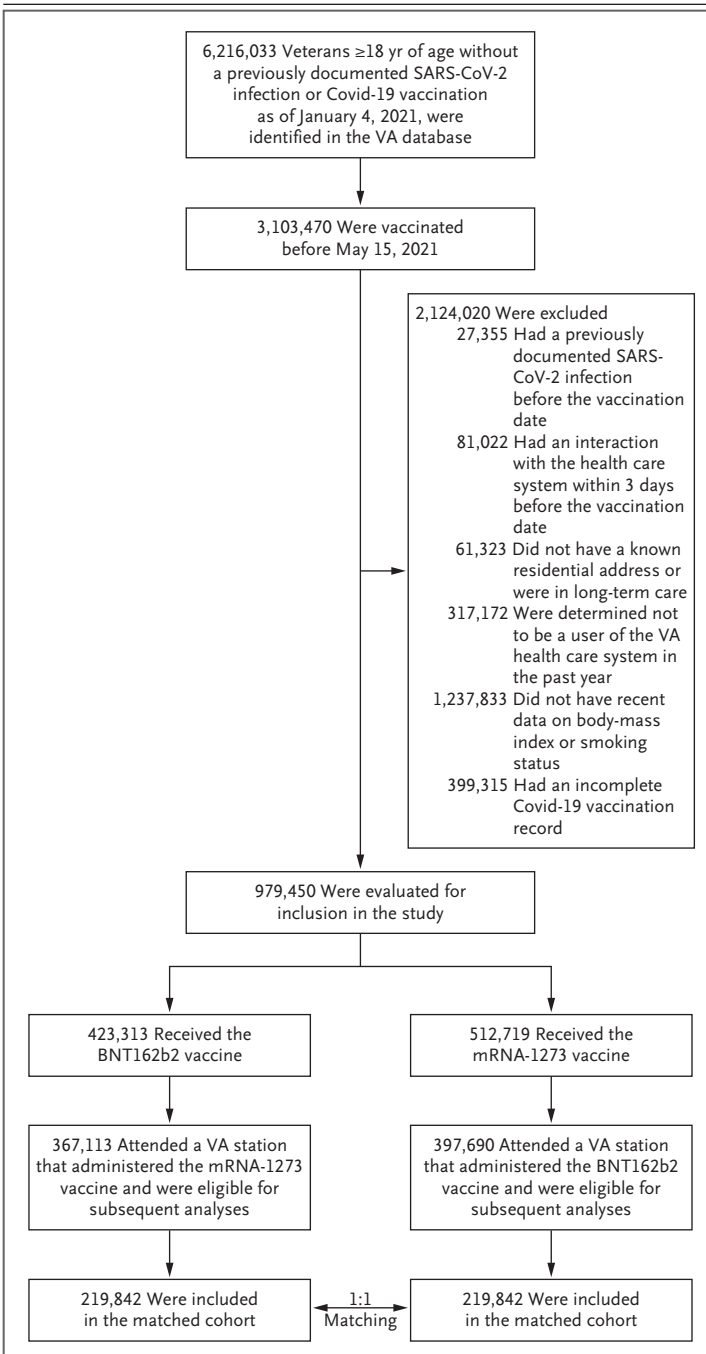 6,216,033 Veterans ≥18 yr of age without
a previously documented SARS-CoV-2
infection or Covid-19 vaccination
as of January 4, 2021, were
identified in the VA database
3,103,470 Were vaccinated
before May 15, 2021
2,124,020 Were excluded
27,355 Had a previously
documented SARS-
CoV-2 infection
before the vaccination
date
81,022 Had an interaction
with the health care
system within 3 days
before the vaccination
date
61,323 Did not have a known
residential address or
were in long-term care
317,172 Were determined not
to be a user of the VA
health care system in
the past year
1,237,833 Did not have recent
data on body-mass
index or smoking
status
399,315 Had an incomplete
Covid-19 vaccination
record
979,450 Were evaluated for
inclusion in the study
423,313 Received the
BNT162b2 vaccine
512,719 Received the
mRNA-1273 vaccine
367,113 Attended a VA station
that administered the mRNA-1273
vaccine and were eligible for
subsequent analyses
397,690 Attended a VA station
that administered the BNT162b2
vaccine and were eligible for
subsequent analyses
219,842 Were included
in the matched cohort
1:1
Matching
219,842 Were included
in the matched cohort